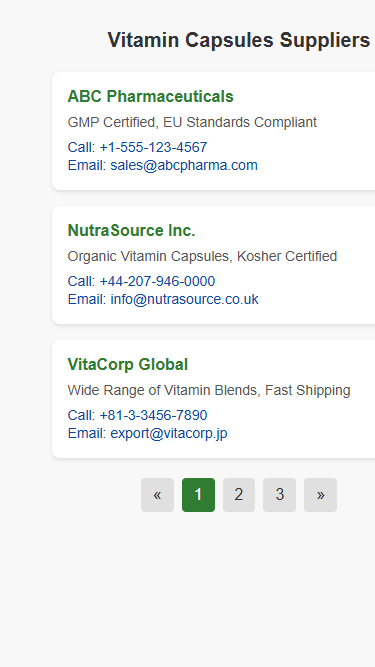 Vitamin Capsules Suppliers
ABC Pharmaceuticals
GMP Certified, EU Standards Compliant
Call: +1-555-123-4567
Email: sales@abcpharma.com
NutraSource Inc.
Organic Vitamin Capsules, Kosher Certified
Call: +44-207-946-0000
Email: info@nutrasource.co.uk
VitaCorp Global
Wide Range of Vitamin Blends, Fast Shipping
Call: +81-3-3456-7890
Email: export@vitacorp.jp
« 1 2 3 »